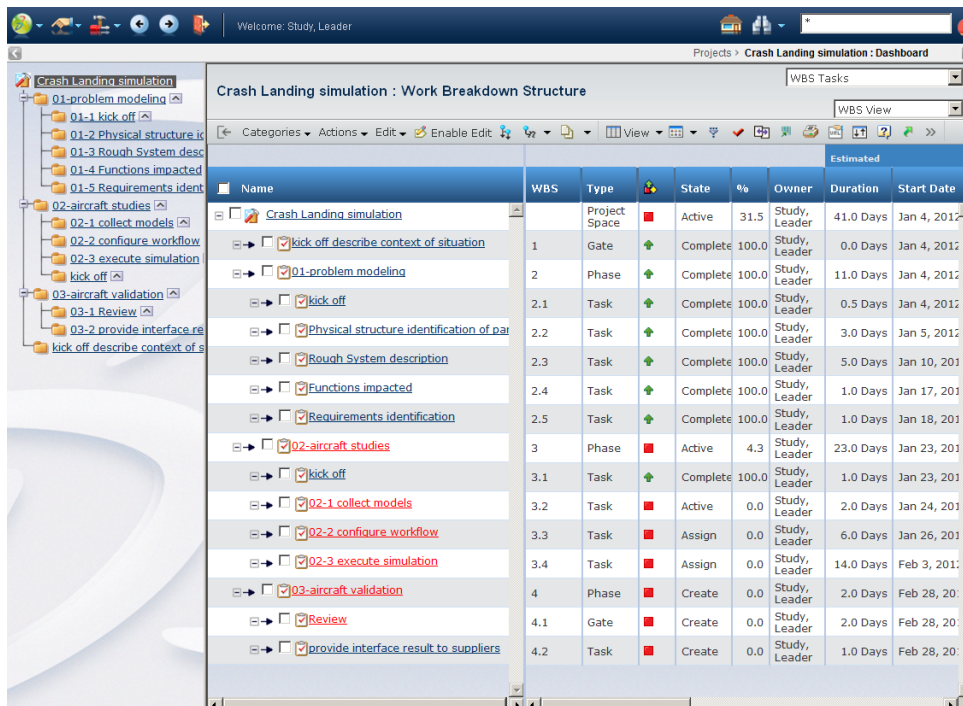 Welcome: Study, Leader
*
Projects > Crash Landing simulation : Dashboard
Crash Landing simulation
01-problem modeling
01-1 kick off
01-2 Physical structure ic
01-3 Rough System desc
01-4 Functions impacted
01-5 Requirements ident
02-aircraft studies
02-1 collect models
02-2 configure workflow
02-3 execute simulation
kick off
03-aircraft validation
03-1 Review
03-2 provide interface re
kick off describe context of s
Crash Landing simulation : Work Breakdown Structure
WBS Tasks
WBS View
Categories Actions Edit Enable Edit View
Estimated
Name WBS Type State % Owner Duration Start Date
Crash Landing simulation Project Space Active 31.5 Study, Leader 41.0 Days Jan 4, 2012
kick off describe context of situation 1 Gate Complete 100.0 Study, Leader 0.0 Days Jan 4, 2012
01-problem modeling 2 Phase Complete 100.0 Study, Leader 11.0 Days Jan 4, 2012
kick off 2.1 Task Complete 100.0 Study, Leader 0.5 Days Jan 4, 2012
Physical structure identification of par 2.2 Task Complete 100.0 Study, Leader 3.0 Days Jan 5, 2012
Rough System description 2.3 Task Complete 100.0 Study, Leader 5.0 Days Jan 10, 201
Functions impacted 2.4 Task Complete 100.0 Study, Leader 1.0 Days Jan 17, 201
Requirements identification 2.5 Task Complete 100.0 Study, Leader 1.0 Days Jan 18, 201
02-aircraft studies 3 Phase Active 4.3 Study, Leader 23.0 Days Jan 23, 201
kick off 3.1 Task Complete 100.0 Study, Leader 1.0 Days Jan 23, 201
02-1 collect models 3.2 Task Active 0.0 Study, Leader 2.0 Days Jan 24, 201
02-2 configure workflow 3.3 Task Assign 0.0 Study, Leader 6.0 Days Jan 26, 201
02-3 execute simulation 3.4 Task Assign 0.0 Study, Leader 14.0 Days Feb 3, 2012
03-aircraft validation 4 Phase Create 0.0 Study, Leader 2.0 Days Feb 28, 20
Review 4.1 Gate Create 0.0 Study, Leader 2.0 Days Feb 28, 20
provide interface result to suppliers 4.2 Task Create 0.0 Study, Leader 1.0 Days Feb 28, 20